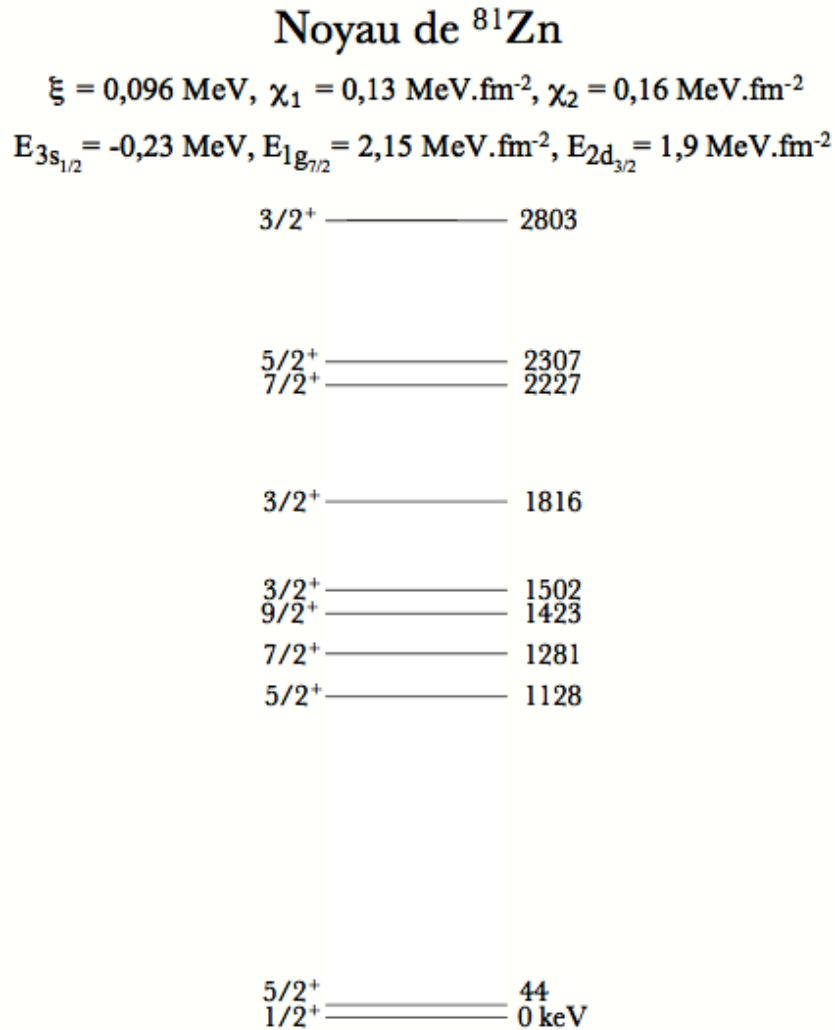 Noyau de ⁸¹Zn
ξ = 0,096 MeV, χ₁ = 0,13 MeV.fm⁻², χ₂ = 0,16 MeV.fm⁻²
E₃ₛ₁/₂= -0,23 MeV, E₁g₇/₂= 2,15 MeV.fm⁻², E₂d₃/₂= 1,9 MeV.fm⁻²
3/2⁺ 2803
5/2⁺ 2307
7/2⁺ 2227
3/2⁺ 1816
3/2⁺ 1502
9/2⁺ 1423
7/2⁺ 1281
5/2⁺ 1128
5/2⁺ 44
1/2⁺ 0 keV